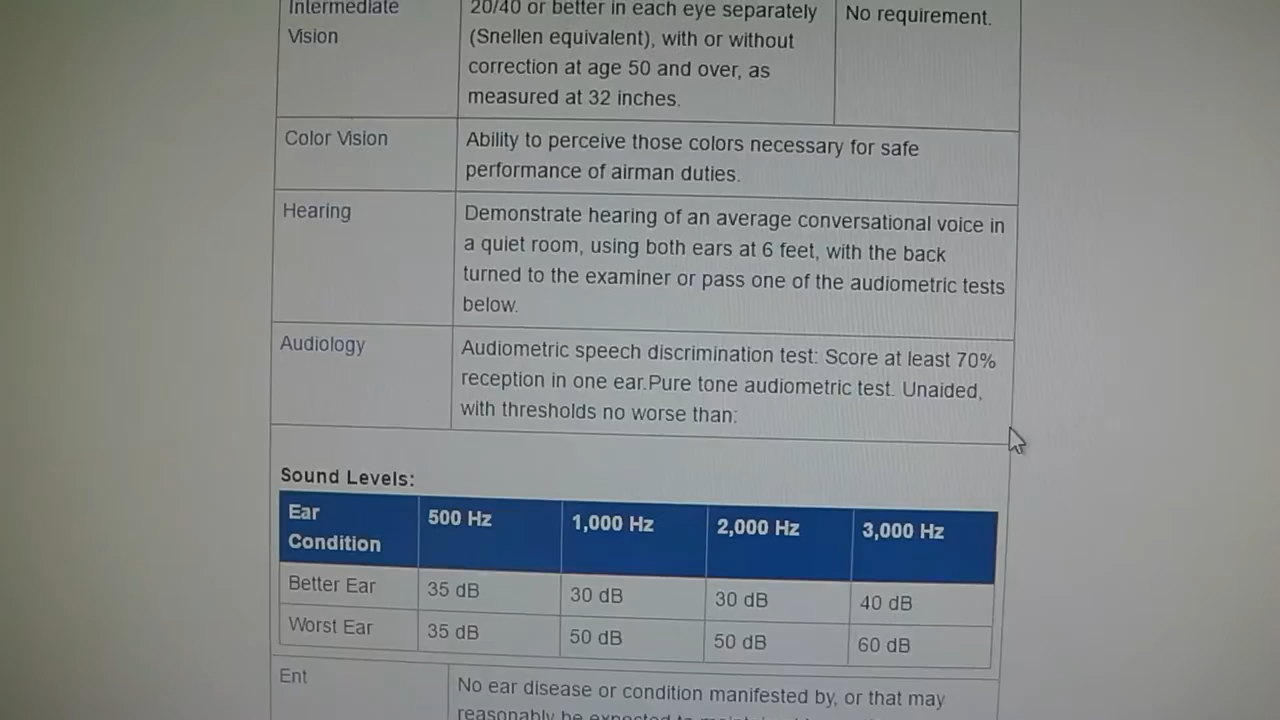 Intermediate
Vision
20/40 or better in each eye separately
(Snellen equivalent), with or without
correction at age 50 and over, as
measured at 32 inches.
No requirement.
Color Vision
Ability to perceive those colors necessary for safe
performance of airman duties.
Hearing
Demonstrate hearing of an average conversational voice in
a quiet room, using both ears at 6 feet, with the back
turned to the examiner or pass one of the audiometric tests
below.
Audiology
Audiometric speech discrimination test: Score at least 70%
reception in one ear.Pure tone audiometric test. Unaided,
with thresholds no worse than:
Sound Levels:
Ear
Condition
500 Hz
1,000 Hz
2,000 Hz
3,000 Hz
Better Ear
35 dB
30 dB
30 dB
40 dB
Worst Ear
35 dB
50 dB
50 dB
60 dB
Ent
No ear disease or condition manifested by, or that may
reasonably be expected to